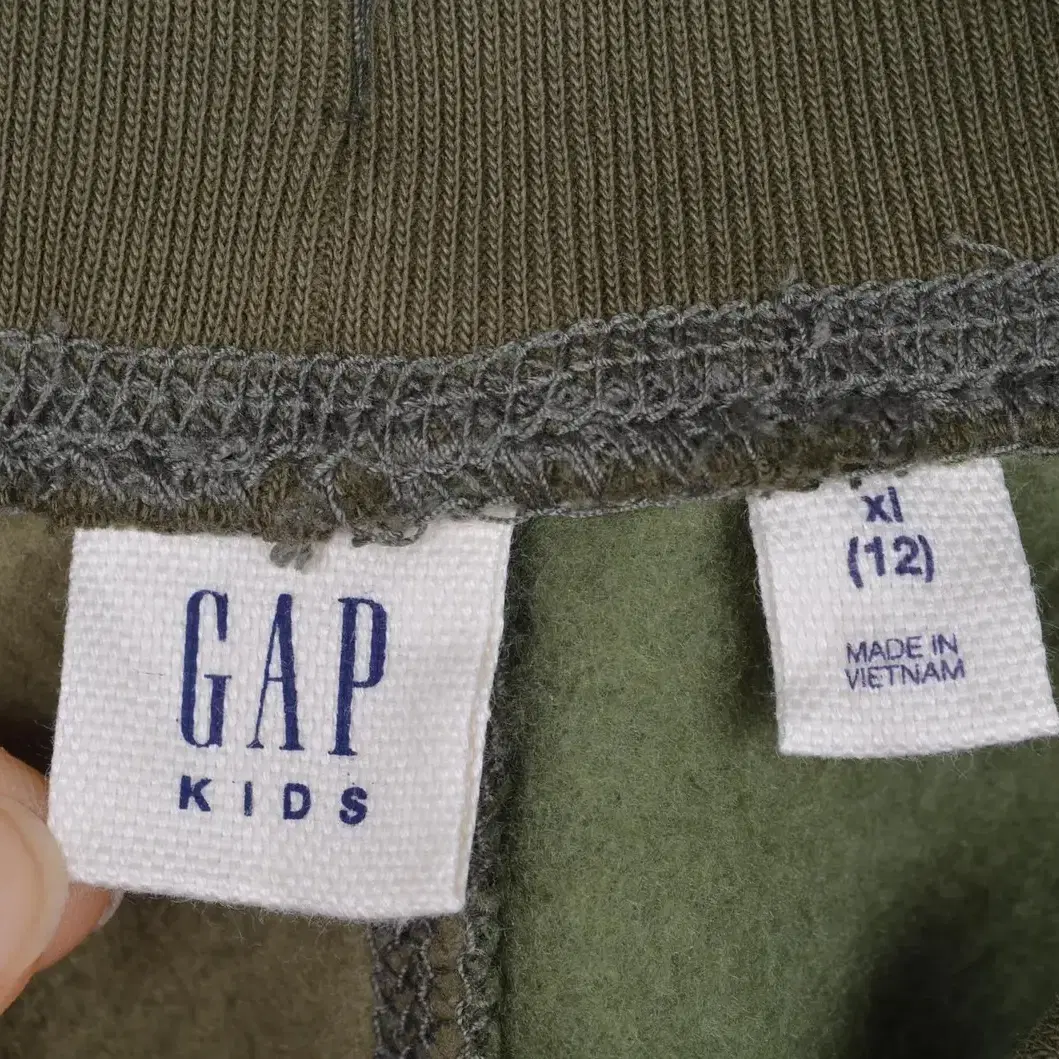 GAP
KIDS
xl
(12)
MADE IN
VIETNAM